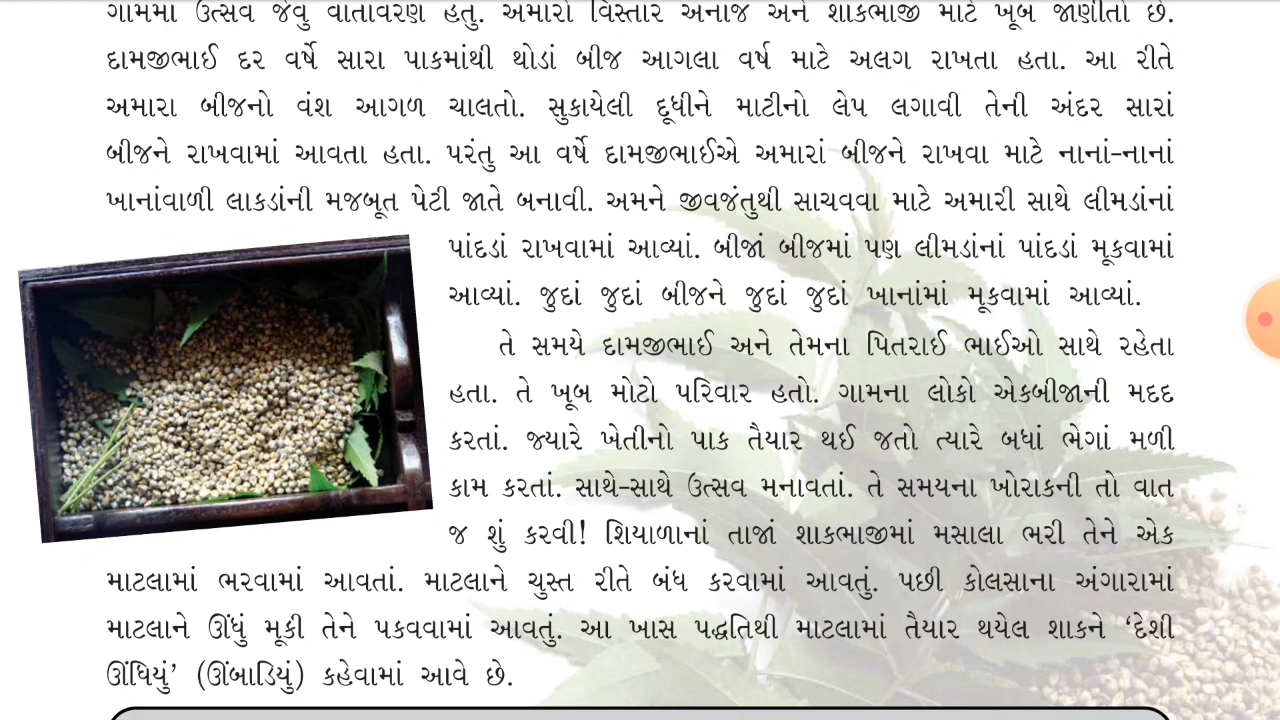 ગામમાં ઉત્સવ જેવું વાતાવરણ હતું. અમારો વિસ્તાર અનાજ અને શાકભાજી માટે ખૂબ જાણીતો છે.
દામજીભાઈ દર વર્ષે સારા પાકમાંથી થોડાં બીજ આગલા વર્ષ માટે અલગ રાખતા હતા. આ રીતે
અમારા બીજનો વંશ આગળ ચાલતો. સુકાયેલી દૂધીને માટીનો લેપ લગાવી તેની અંદર સારાં
બીજને રાખવામાં આવતા હતા. પરંતુ આ વર્ષે દામજીભાઈએ અમારાં બીજને રાખવા માટે નાનાં-નાનાં
ખાનાંવાળી લાકડાંની મજબૂત પેટી જાતે બનાવી. અમને જીવજંતુથી સાચવવા માટે અમારી સાથે લીમડાંનાં
પાંદડાં રાખવામાં આવ્યાં. બીજાં બીજમાં પણ લીમડાંનાં પાંદડાં મૂકવામાં
આવ્યાં. જુદાં જુદાં બીજને જુદાં જુદાં ખાનાંમાં મૂકવામાં આવ્યાં.
તે સમયે દામજીભાઈ અને તેમના પિતરાઈ ભાઈઓ સાથે રહેતા
હતા. તે ખૂબ મોટો પરિવાર હતો. ગામના લોકો એકબીજાની મદદ
કરતાં. જ્યારે ખેતીનો પાક તૈયાર થઈ જતો ત્યારે બધાં ભેગાં મળી
કામ કરતાં. સાથે-સાથે ઉત્સવ મનાવતાં. તે સમયના ખોરાકની તો વાત
જ શું કરવી! શિયાળાનાં તાજાં શાકભાજીમાં મસાલા ભરી તેને એક
માટલામાં ભરવામાં આવતાં. માટલાને ચુસ્ત રીતે બંધ કરવામાં આવતું. પછી કોલસાના અંગારામાં
માટલાને ઊંધું મૂકી તેને પકવવામાં આવતું. આ ખાસ પદ્ધતિથી માટલામાં તૈયાર થયેલ શાકને ‘દેશી
ઊંધિયું’ (ઊંબાડિયું) કહેવામાં આવે છે.